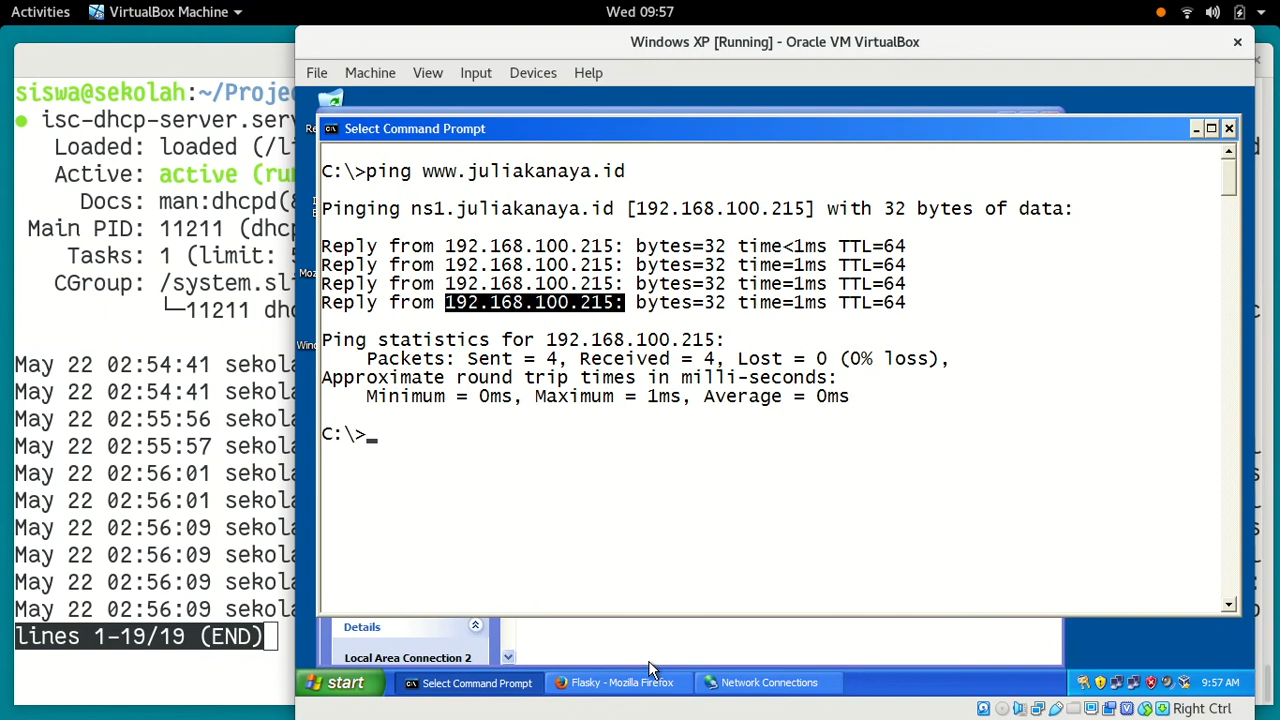 Activities VirtualBox Machine Wed 09:57
siswa@sekolah:~/Projec
isc-dhcp-server.serv
Loaded: loaded (/li
Active: active (run
Docs: man:dhcpd(8
Main PID: 11211 (dhcp
Tasks: 1 (limit:
CGroup: /system.sli
└─11211 dhc
May 22 02:54:41 sekola
May 22 02:54:41 sekola
May 22 02:55:56 sekola
May 22 02:55:57 sekola
May 22 02:56:01 sekola
May 22 02:56:01 sekola
May 22 02:56:09 sekola
May 22 02:56:09 sekola
May 22 02:56:09 sekola
May 22 02:56:09 sekola
lines 1-19/19 (END)
Windows XP [Running] - Oracle VM VirtualBox
File Machine View Input Devices Help
Select Command Prompt
C:\>ping www.juliakanaya.id
Pinging ns1.juliakanaya.id [192.168.100.215] with 32 bytes of data:
Reply from 192.168.100.215: bytes=32 time<1ms TTL=64
Reply from 192.168.100.215: bytes=32 time=1ms TTL=64
Reply from 192.168.100.215: bytes=32 time=1ms TTL=64
Reply from 192.168.100.215: bytes=32 time=1ms TTL=64
Ping statistics for 192.168.100.215:
Packets: Sent = 4, Received = 4, Lost = 0 (0% loss),
Approximate round trip times in milli-seconds:
Minimum = 0ms, Maximum = 1ms, Average = 0ms
C:\>_
Details
Local Area Connection 2
start Select Command Prompt Flasky - Mozilla Firefox Network Connections 9:57 AM
Right Ctrl